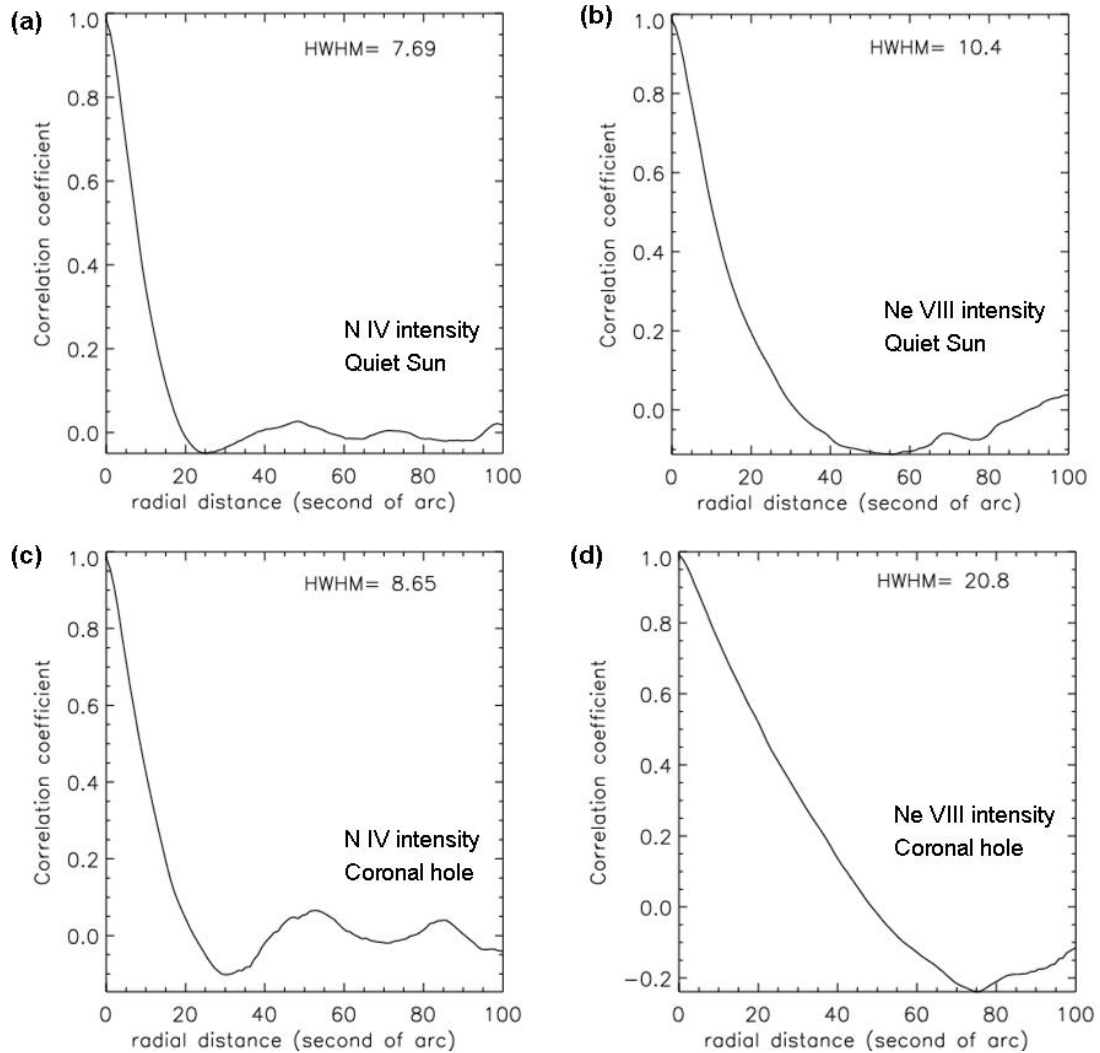 (a)
HWHM= 7.69
1.0
0.8
0.6
0.4
0.2
0.0
Correlation coefficient
N IV intensity
Quiet Sun
0 20 40 60 80 100
radial distance (second of arc)
(b)
HWHM= 10.4
1.0
0.8
0.6
0.4
0.2
0.0
Correlation coefficient
Ne VIII intensity
Quiet Sun
0 20 40 60 80 100
radial distance (second of arc)
(c)
HWHM= 8.65
1.0
0.8
0.6
0.4
0.2
0.0
Correlation coefficient
N IV intensity
Coronal hole
0 20 40 60 80 100
radial distance (second of arc)
(d)
HWHM= 20.8
1.0
0.8
0.6
0.4
0.2
0.0
−0.2
Correlation coefficient
Ne VIII intensity
Coronal hole
0 20 40 60 80 100
radial distance (second of arc)